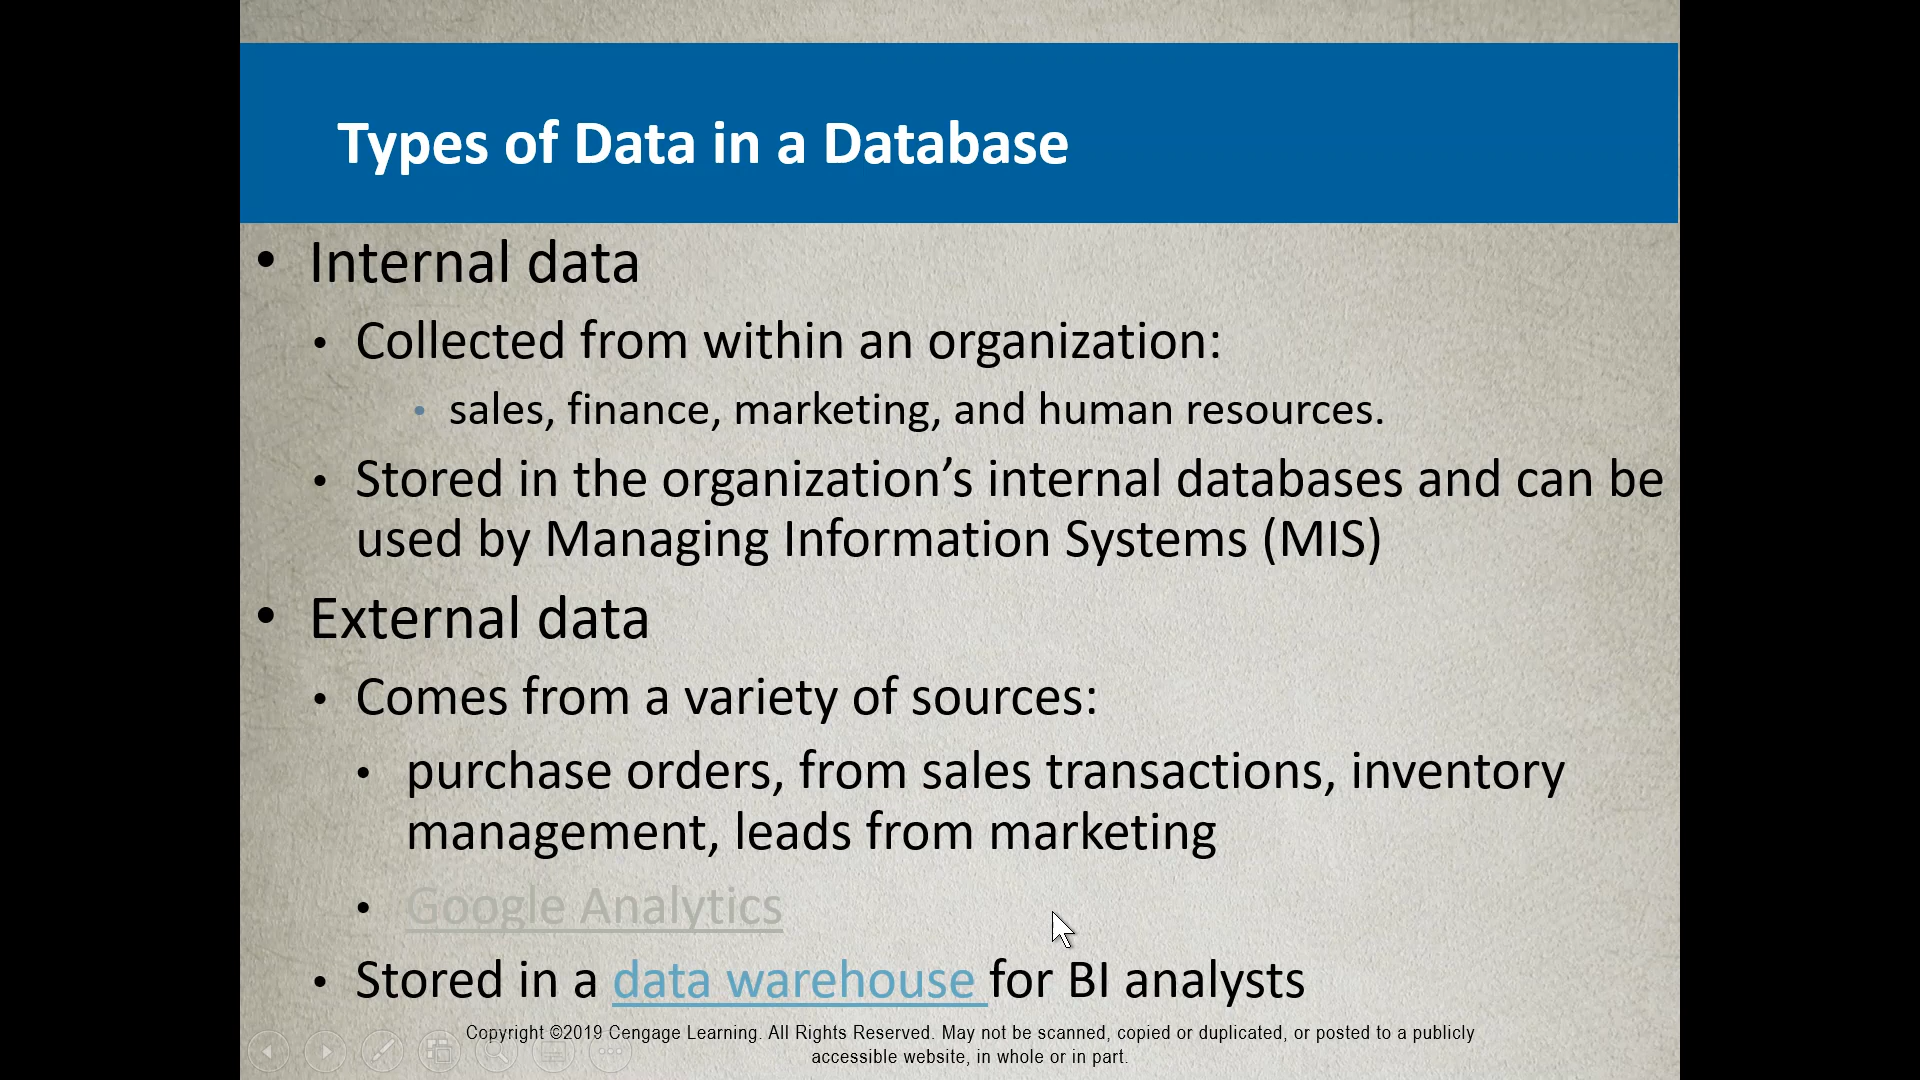 Types of Data in a Database
• Internal data
• Collected from within an organization:
• sales, finance, marketing, and human resources.
• Stored in the organization’s internal databases and can be
used by Managing Information Systems (MIS)
• External data
• Comes from a variety of sources:
• purchase orders, from sales transactions, inventory
management, leads from marketing
• Google Analytics
• Stored in a data warehouse for BI analysts
Copyright ©2019 Cengage Learning. All Rights Reserved. May not be scanned, copied or duplicated, or posted to a publicly
accessible website, in whole or in part.